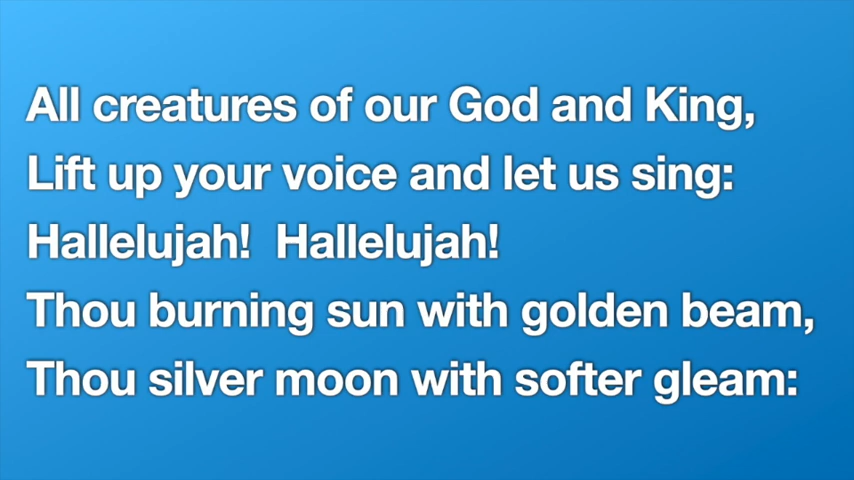 All creatures of our God and King,
Lift up your voice and let us sing:
Hallelujah!  Hallelujah!
Thou burning sun with golden beam,
Thou silver moon with softer gleam: